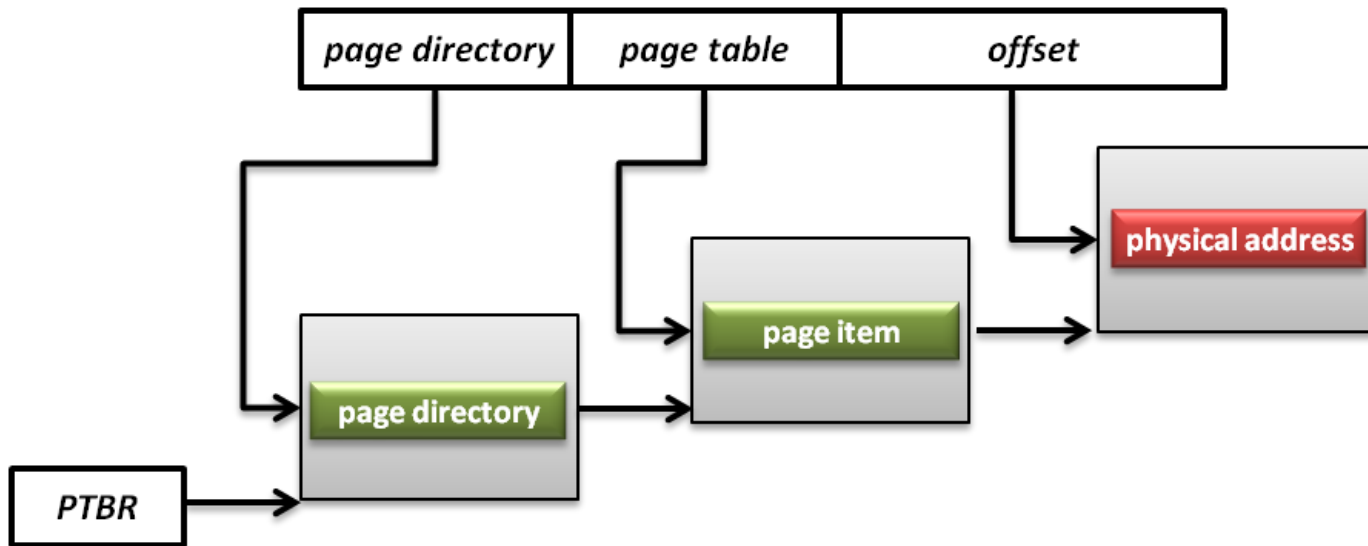 page directory
page table
offset
physical address
page item
page directory
PTBR